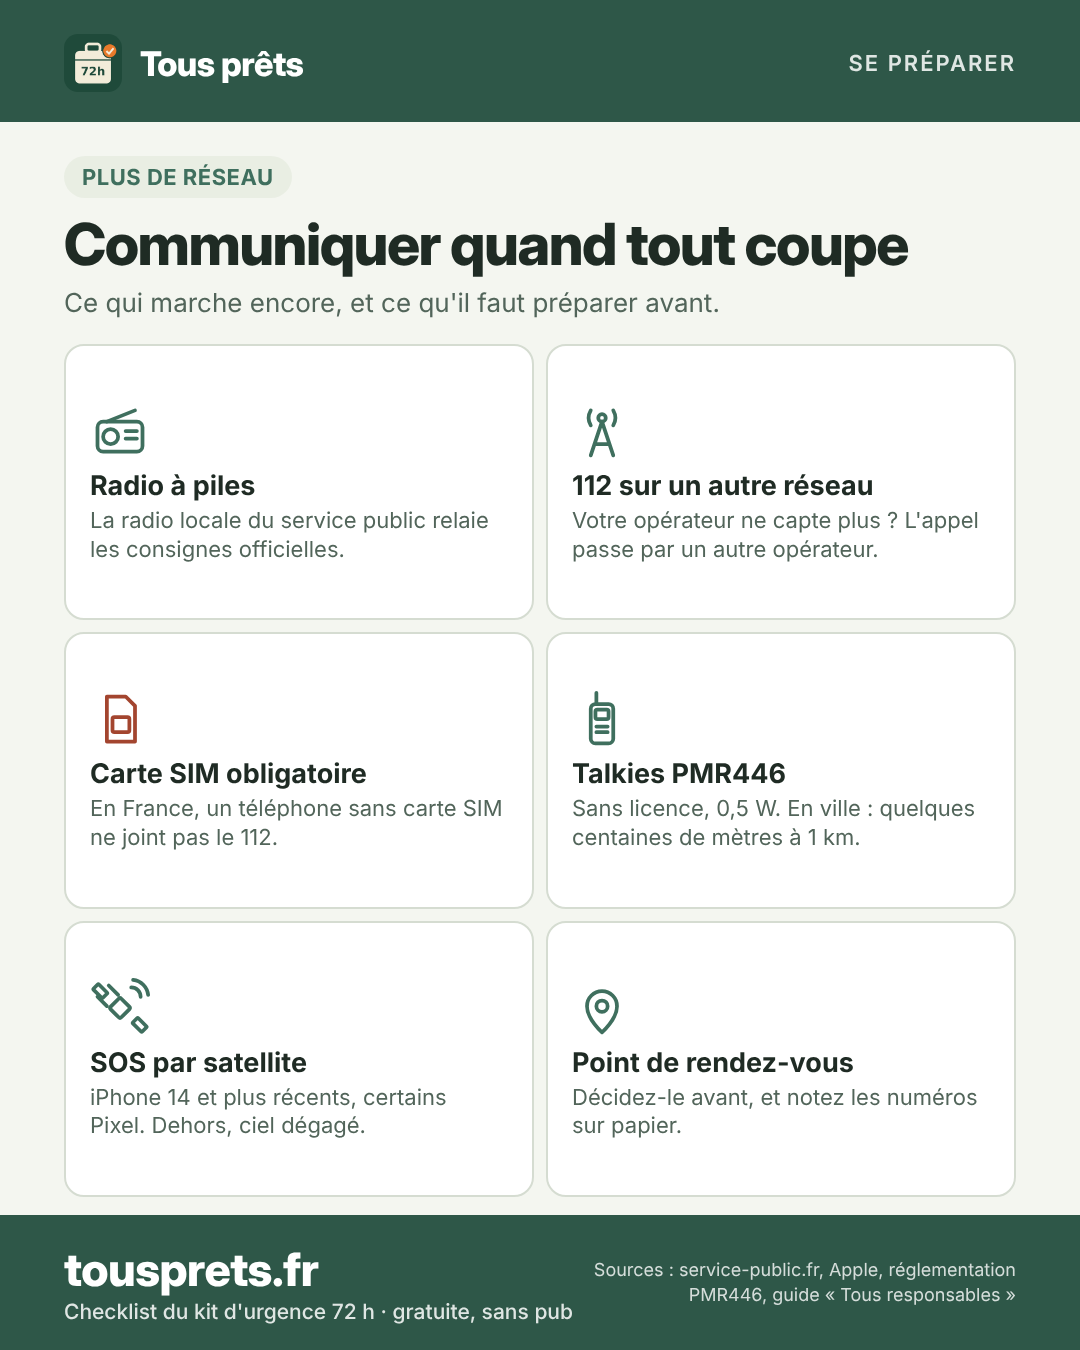 72h
Tous prêts
SE PRÉPARER
PLUS DE RÉSEAU
Communiquer quand tout coupe
Ce qui marche encore, et ce qu'il faut préparer avant.
Radio à piles
La radio locale du service public relaie
les consignes officielles.
112 sur un autre réseau
Votre opérateur ne capte plus ? L'appel
passe par un autre opérateur.
Carte SIM obligatoire
En France, un téléphone sans carte SIM
ne joint pas le 112.
Talkies PMR446
Sans licence, 0,5 W. En ville : quelques
centaines de mètres à 1 km.
SOS par satellite
iPhone 14 et plus récents, certains
Pixel. Dehors, ciel dégagé.
Point de rendez-vous
Décidez-le avant, et notez les numéros
sur papier.
tousprets.fr
Checklist du kit d'urgence 72 h · gratuite, sans pub
Sources : service-public.fr, Apple, réglementation
PMR446, guide « Tous responsables »